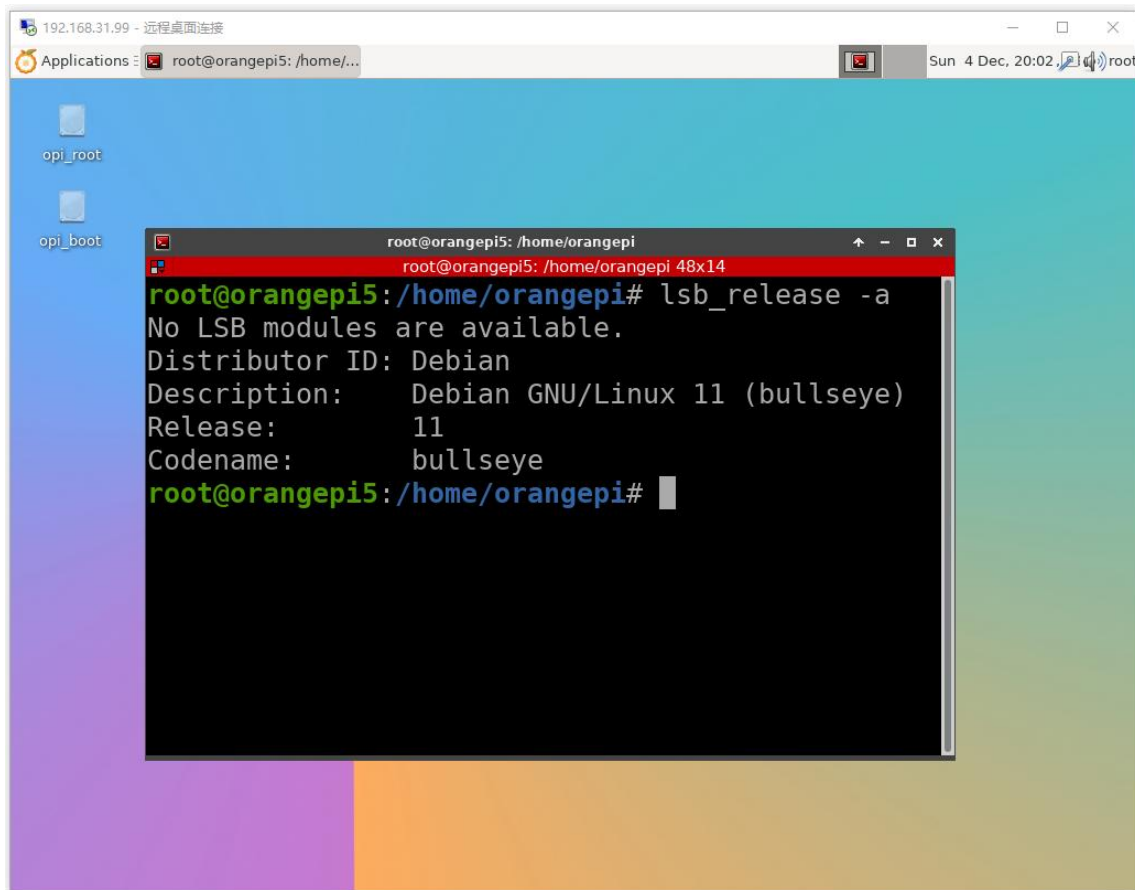 192.168.31.99 - 远程桌面连接
Applications root@orangepi5: /home/... Sun 4 Dec, 20:02 root
opi_root
opi_boot
root@orangepi5: /home/orangepi
root@orangepi5: /home/orangepi 48x14
root@orangepi5:/home/orangepi# lsb_release -a
No LSB modules are available.
Distributor ID: Debian
Description:    Debian GNU/Linux 11 (bullseye)
Release:        11
Codename:       bullseye
root@orangepi5:/home/orangepi#